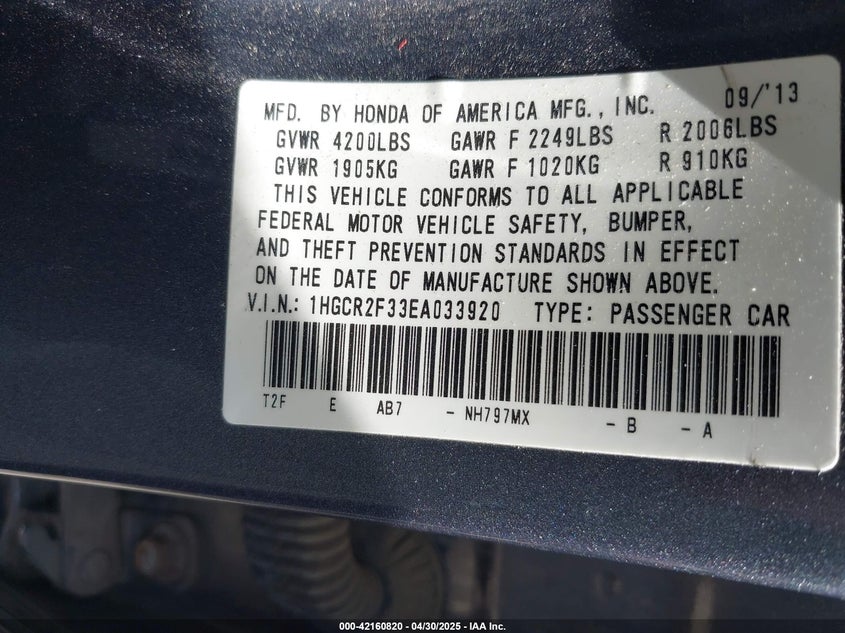 MFD. BY HONDA OF AMERICA MFG., INC. 09/'13
GVWR 4200LBS GAWR F 2249LBS R 2006LBS
GVWR 1905KG GAWR F 1020KG R 910KG
THIS VEHICLE CONFORMS TO ALL APPLICABLE
FEDERAL MOTOR VEHICLE SAFETY, BUMPER,
AND THEFT PREVENTION STANDARDS IN EFFECT
ON THE DATE OF MANUFACTURE SHOWN ABOVE.
V.I.N.: 1HGCR2F33EA033920 TYPE: PASSENGER CAR
T2F E AB7 - NH797MX - B - A
000-42160820 - 04/30/2025 - IAA Inc.